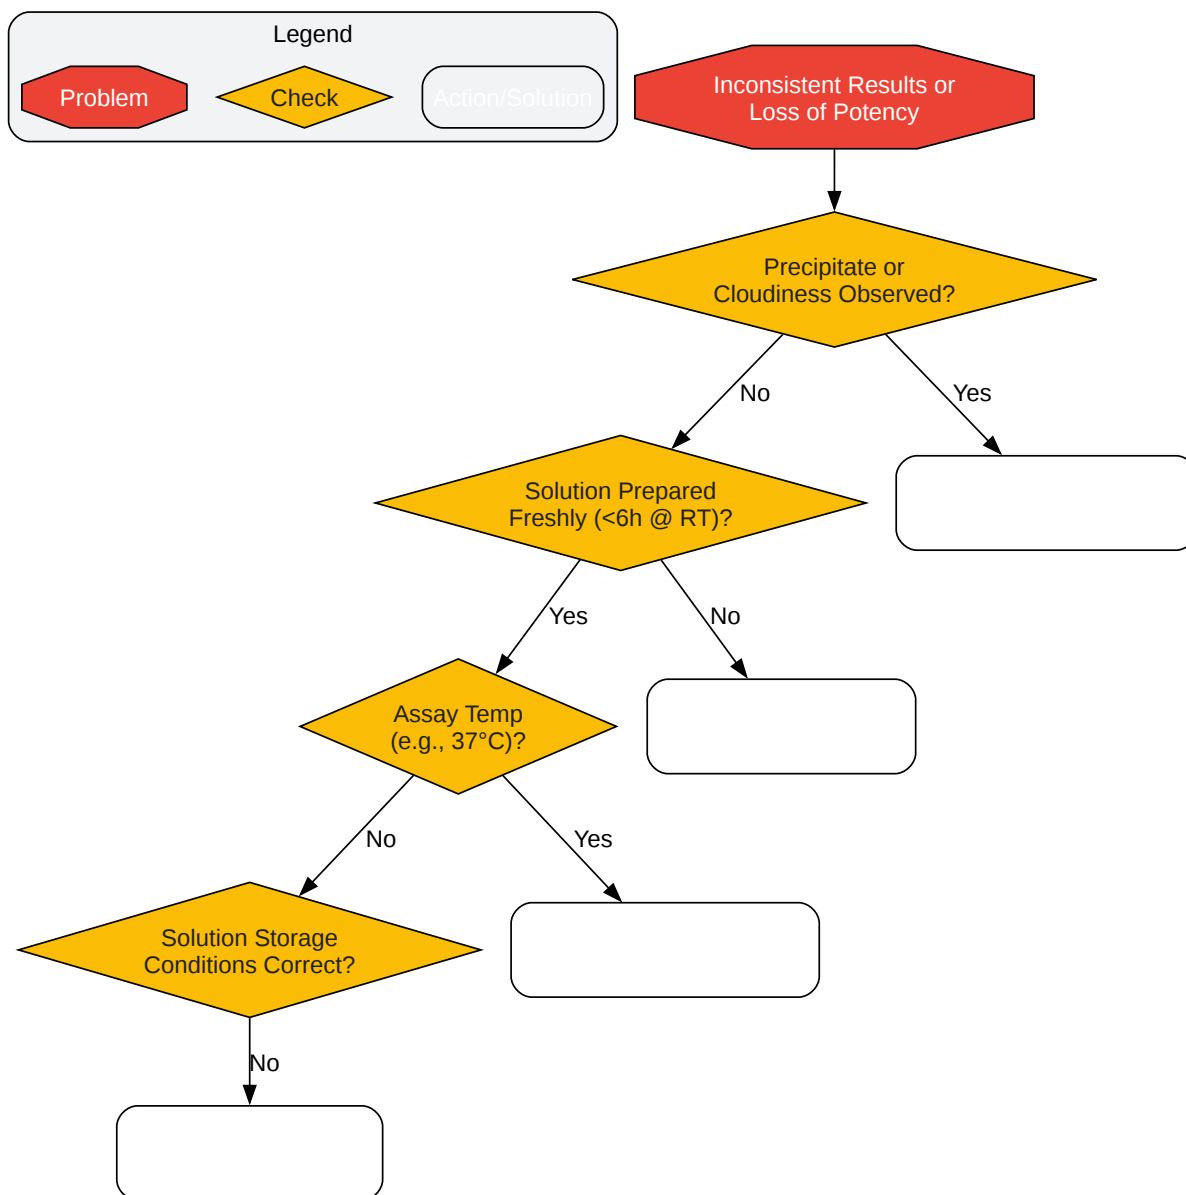 Legend
Problem
Check
Action/Solution
Inconsistent Results or
Loss of Potency
Precipitate or
Cloudiness Observed?
No
Yes
Solution Prepared
Freshly (<6h @ RT)?
Yes
No
Assay Temp
(e.g., 37°C)?
No
Yes
Solution Storage
Conditions Correct?
No